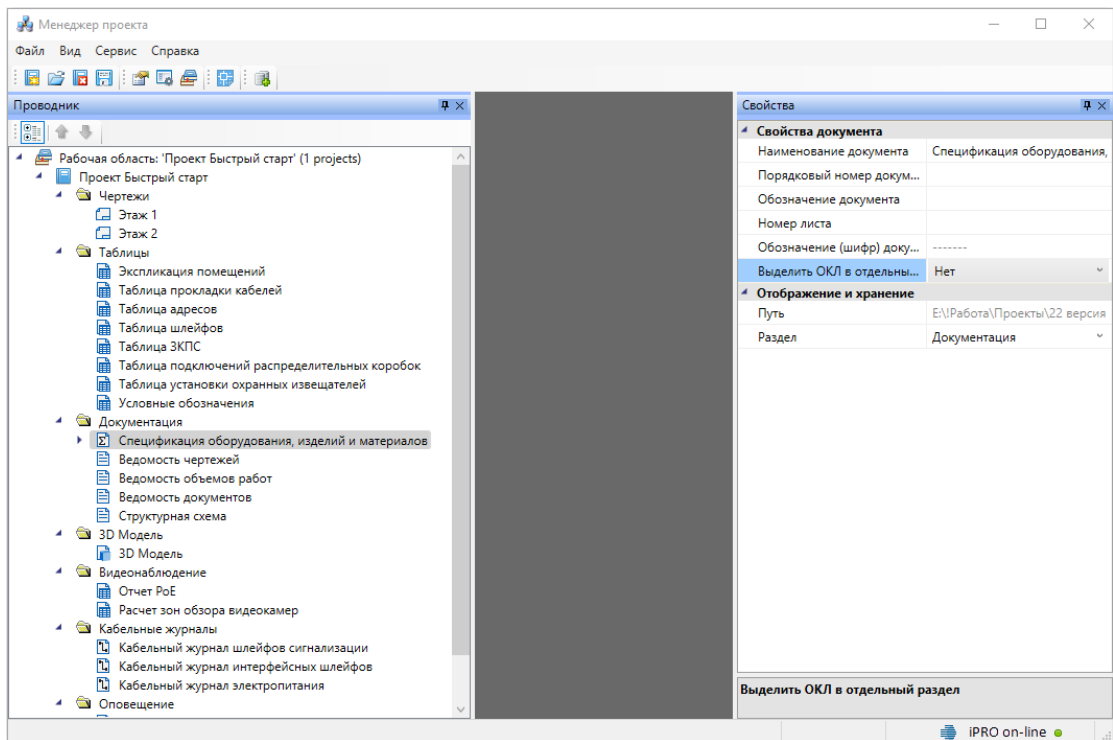 Менеджер проекта
Файл Вид Сервис Справка
Проводник
Рабочая область: 'Проект Быстрый старт' (1 projects)
Проект Быстрый старт
Чертежи
Этаж 1
Этаж 2
Таблицы
Экспликация помещений
Таблица прокладки кабелей
Таблица адресов
Таблица шлейфов
Таблица ЗКПС
Таблица подключений распределительных коробок
Таблица установки охранных извещателей
Условные обозначения
Документация
Спецификация оборудования, изделий и материалов
Ведомость чертежей
Ведомость объемов работ
Ведомость документов
Структурная схема
3D Модель
3D Модель
Видеонаблюдение
Отчет PoE
Расчет зон обзора видеокамер
Кабельные журналы
Кабельный журнал шлейфов сигнализации
Кабельный журнал интерфейсных шлейфов
Кабельный журнал электропитания
Оповещение
Свойства
Свойства документа
Наименование документа Спецификация оборудования,
Порядковый номер докум...
Обозначение документа
Номер листа
Обозначение (шифр) доку... -------
Выделить ОКЛ в отдельны... Нет
Отображение и хранение
Путь E:\!Работа\Проекты\22 версия
Раздел Документация
Выделить ОКЛ в отдельный раздел
iPRO on-line